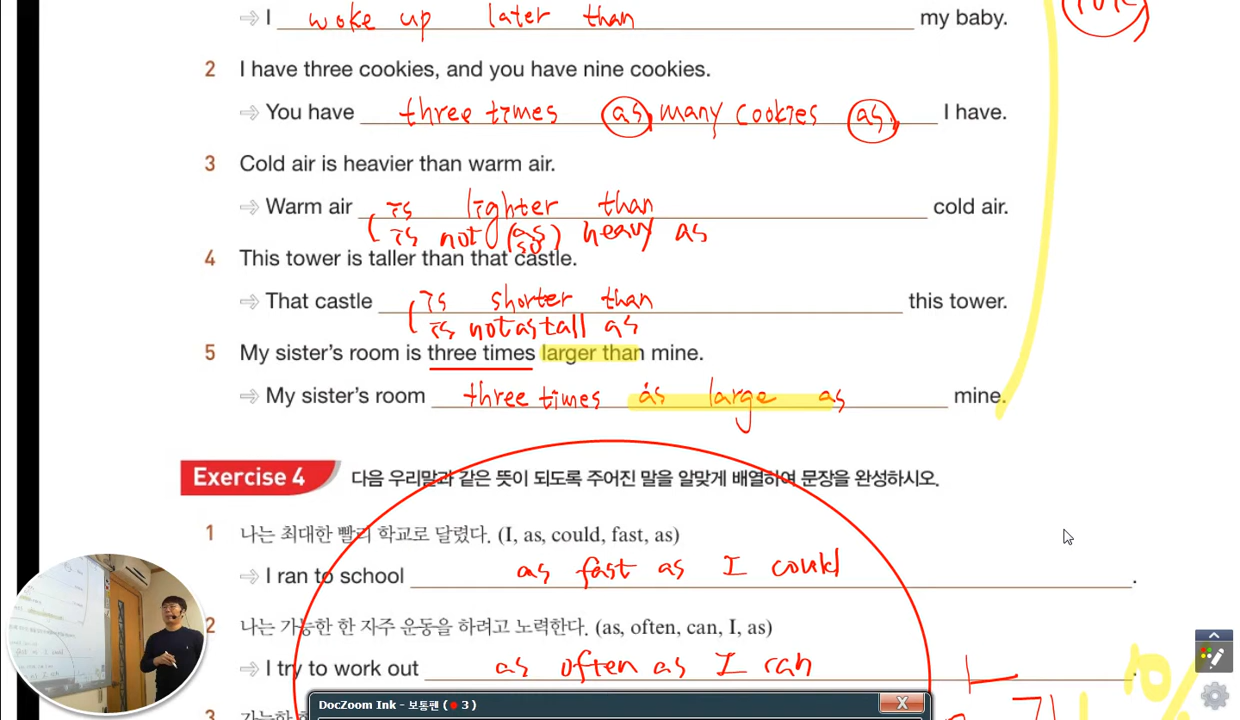 ⇨ I woke up later than my baby.
2 I have three cookies, and you have nine cookies.
⇨ You have three times as many cookies as I have.
3 Cold air is heavier than warm air.
⇨ Warm air is lighter than cold air.
is not (as) heavy as
so
4 This tower is taller than that castle.
⇨ That castle is shorter than this tower.
is not as tall as
5 My sister's room is three times larger than mine.
⇨ My sister's room three times as large as mine.
Exercise 4 다음 우리말과 같은 뜻이 되도록 주어진 말을 알맞게 배열하여 문장을 완성하시오.
1 나는 최대한 빨리 학교로 달렸다. (I, as, could, fast, as)
⇨ I ran to school as fast as I could.
2 나는 가능한 한 자주 운동을 하려고 노력한다. (as, often, can, I, as)
⇨ I try to work out as often as I can.
DocZoom Ink - 보통펜 ( 3 )
3 가능한